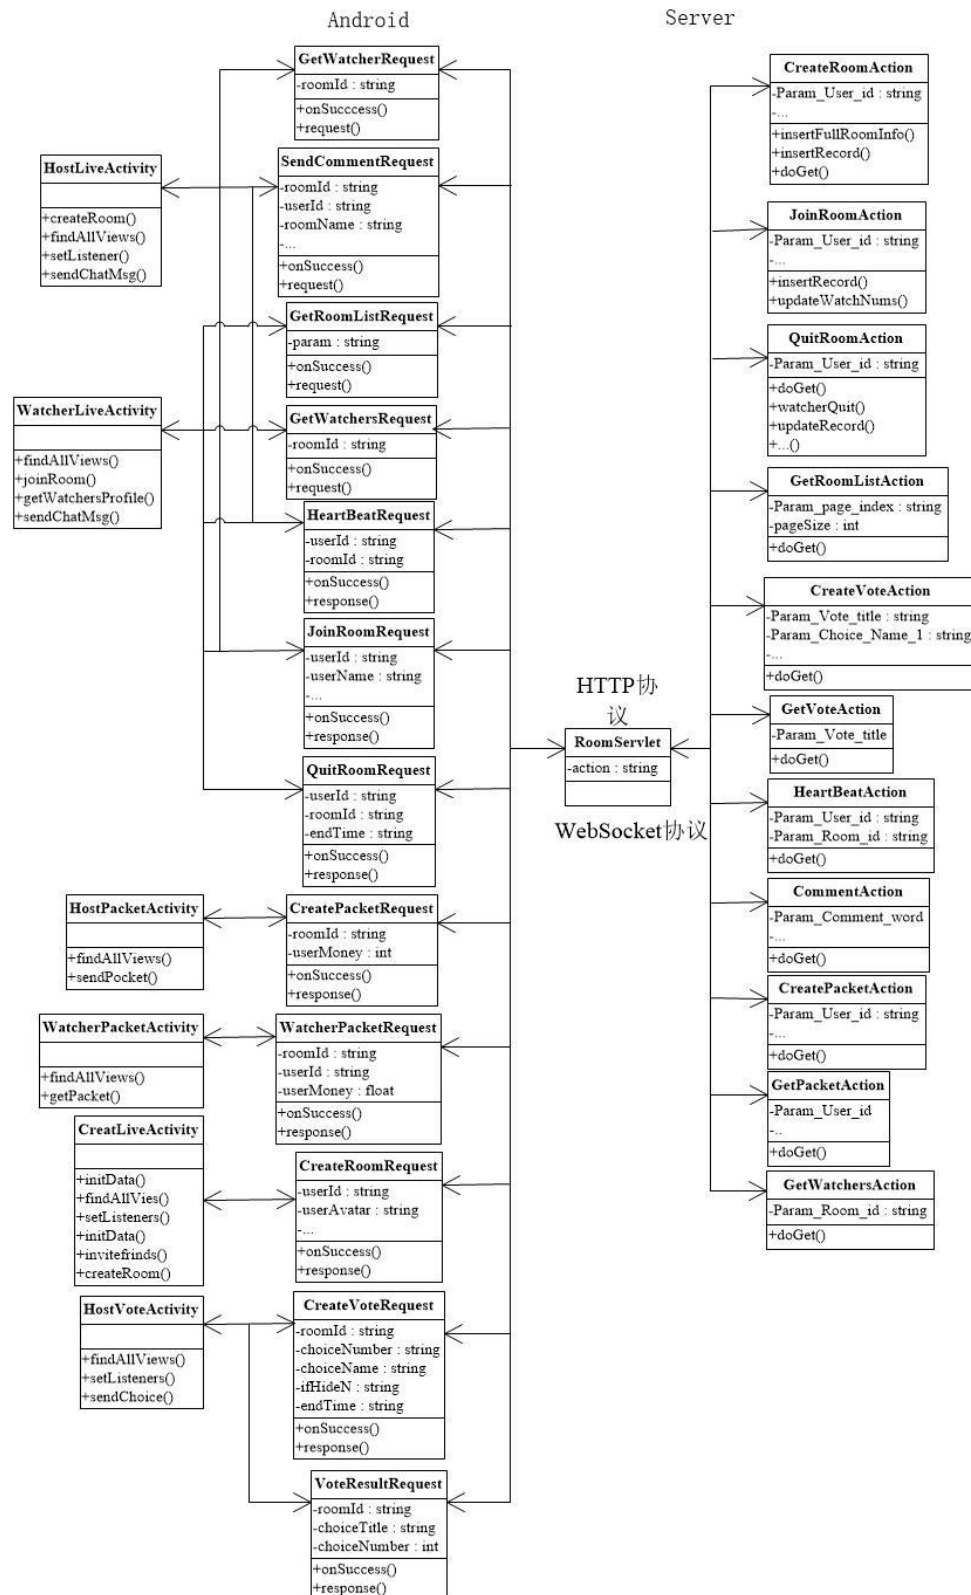 Android
Server
GetWatcherRequest
-roomId : string
+onSucccess()
+request()
SendCommentRequest
-roomId : string
-userId : string
-roomName : string
-...
+onSuccess()
+request()
HostLiveActivity
+createRoom()
+findAllViews()
+setListener()
+sendChatMsg()
GetRoomListRequest
-param : string
+onSuccess()
+request()
WatcherLiveActivity
+findAllViews()
+joinRoom()
+getWatchersProfile()
+sendChatMsg()
GetWatchersRequest
-roomId : string
+onSuccess()
+request()
HeartBeatRequest
-userId : string
-roomId : string
+onSuccess()
+response()
JoinRoomRequest
-userId : string
-userName : string
-...
+onSuccess()
+response()
QuitRoomRequest
-userId : string
-roomId : string
-endTime : string
+onSuccess()
+response()
HostPacketActivity
+findAllViews()
+sendPocket()
CreatePacketRequest
-roomId : string
-userMoney : int
+onSuccess()
+response()
WatcherPacketActivity
+findAllViews()
+getPacket()
WatcherPacketRequest
-roomId : string
-userId : string
-userMoney : float
+onSuccess()
+response()
CreatLiveActivity
+initData()
+findAllVies()
+setListeners()
+initData()
+invitefrinds()
+createRoom()
CreateRoomRequest
-userId : string
-userAvatar : string
-...
+onSuccess()
+response()
HostVoteActivity
+findAllViews()
+setListeners()
+sendChoice()
CreateVoteRequest
-roomId : string
-choiceNumber : string
-choiceName : string
-ifHideN : string
-endTime : string
+onSuccess()
+response()
VoteResultRequest
-roomId : string
-choiceTitle : string
-choiceNumber : int
+onSuccess()
+response()
HTTP协
议
RoomServlet
-action : string
WebSocket协议
CreateRoomAction
-Param_User_id : string
-...
+insertFullRoomInfo()
+insertRecord()
+doGet()
JoinRoomAction
-Param_User_id : string
-...
+insertRecord()
+updateWatchNums()
QuitRoomAction
-Param_User_id : string
+doGet()
+watcherQuit()
+updateRecord()
+...()
GetRoomListAction
-Param_page_index : string
-pageSize : int
+doGet()
CreateVoteAction
-Param_Vote_title : string
-Param_Choice_Name_1 : string
-...
+doGet()
GetVoteAction
-Param_Vote_title
+doGet()
HeartBeatAction
-Param_User_id : string
-Param_Room_id : string
+doGet()
CommentAction
-Param_Comment_word
-...
+doGet()
CreatePacketAction
-Param_User_id : string
-...
+doGet()
GetPacketAction
-Param_User_id
-..
+doGet()
GetWatchersAction
-Param_Room_id : string
+doGet()